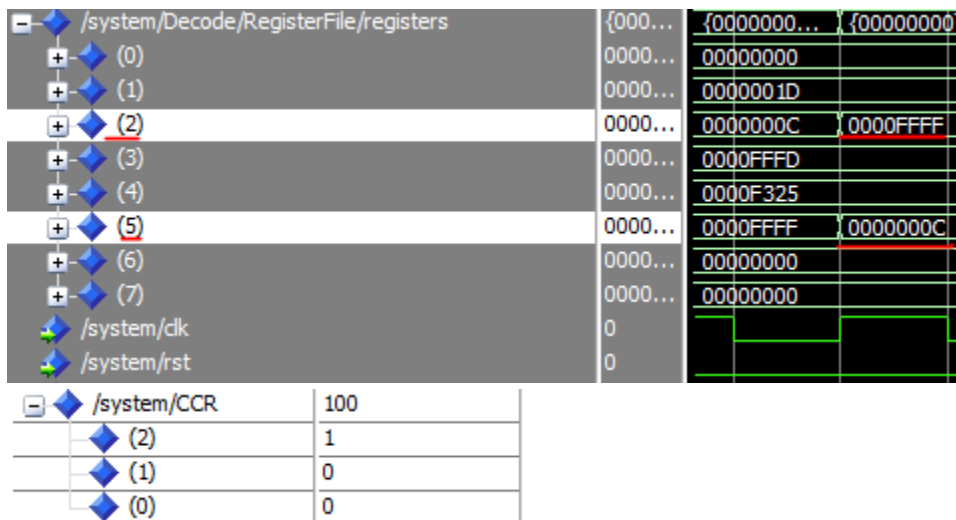 /system/Decode/RegisterFile/registers {000... {0000000... {00000000
(0) 0000... 00000000
(1) 0000... 0000001D
(2) 0000... 0000000C 0000FFFF
(3) 0000... 0000FFFD
(4) 0000... 0000F325
(5) 0000... 0000FFFF 0000000C
(6) 0000... 00000000
(7) 0000... 00000000
/system/clk 0
/system/rst 0
/system/CCR 100
(2) 1
(1) 0
(0) 0